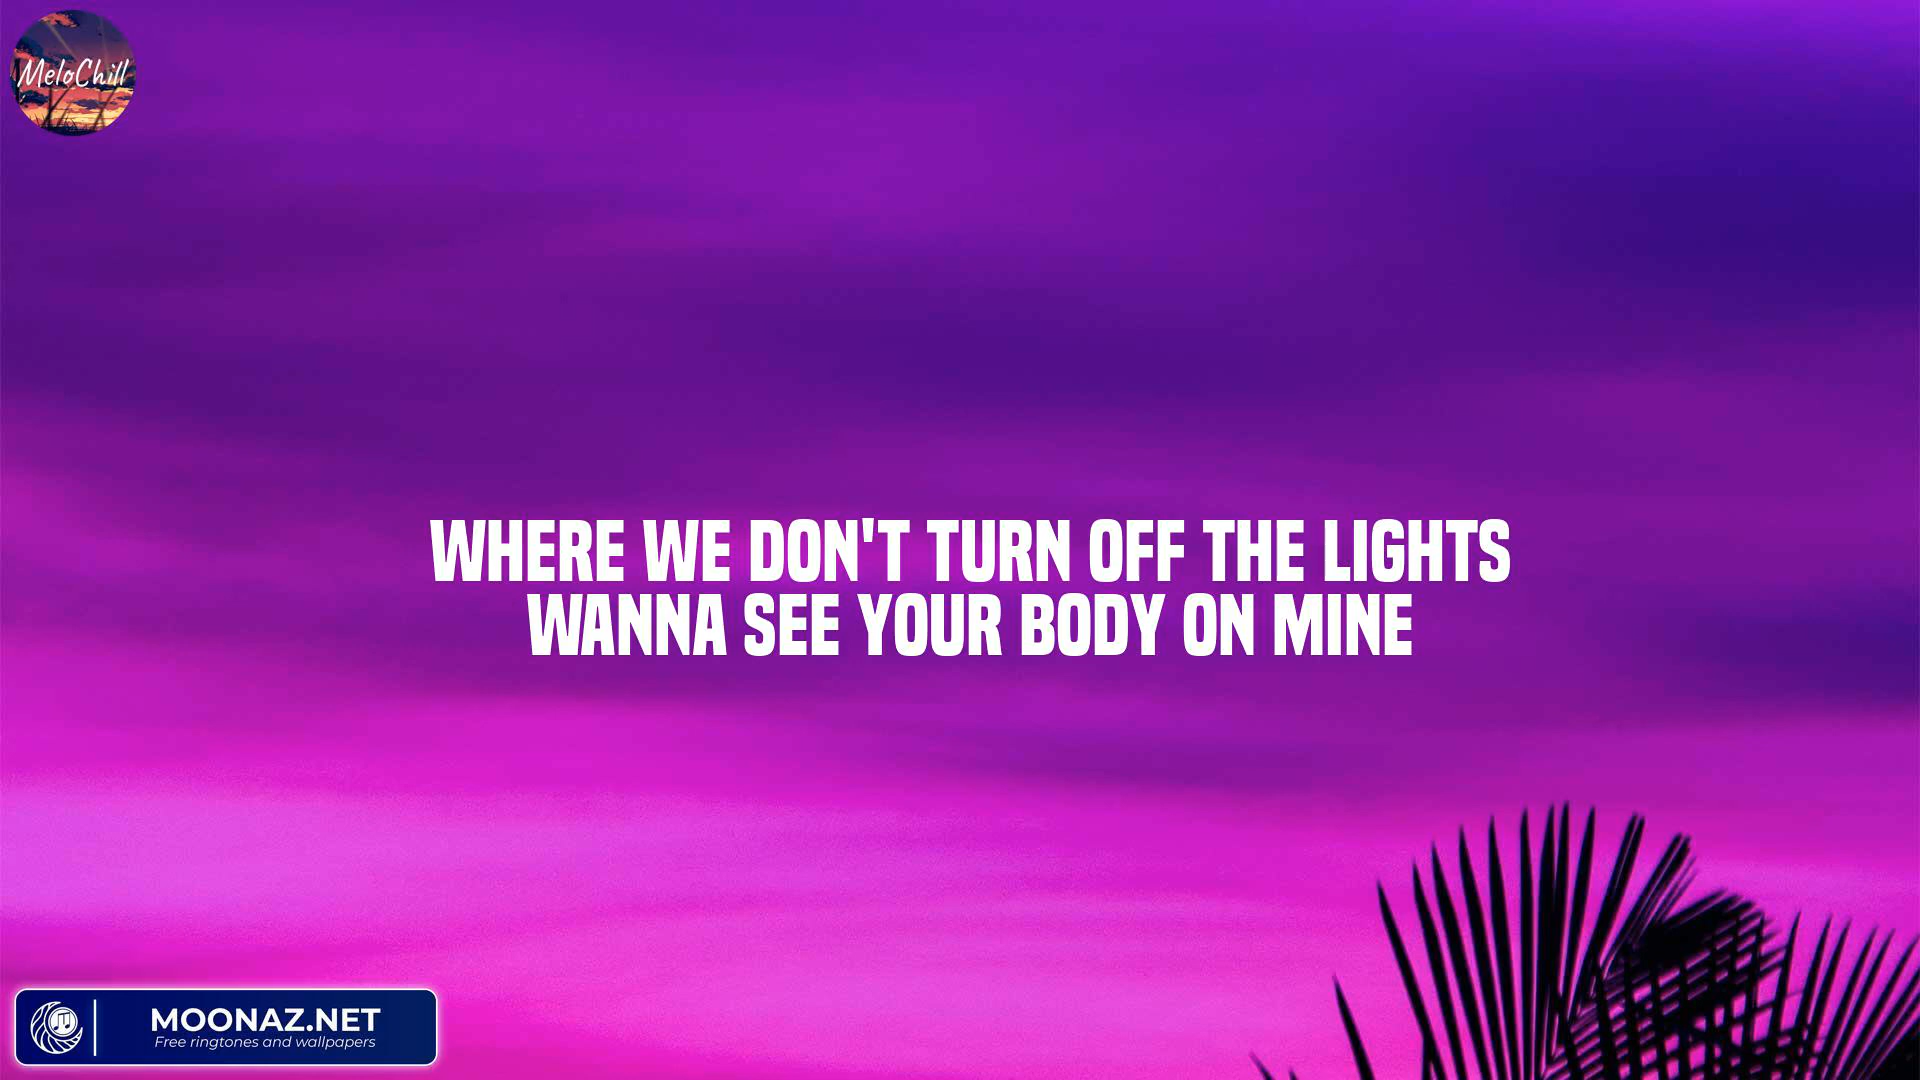 MeloChill
WHERE WE DON'T TURN OFF THE LIGHTS
WANNA SEE YOUR BODY ON MINE
MOONAZ.NET
Free ringtones and wallpapers